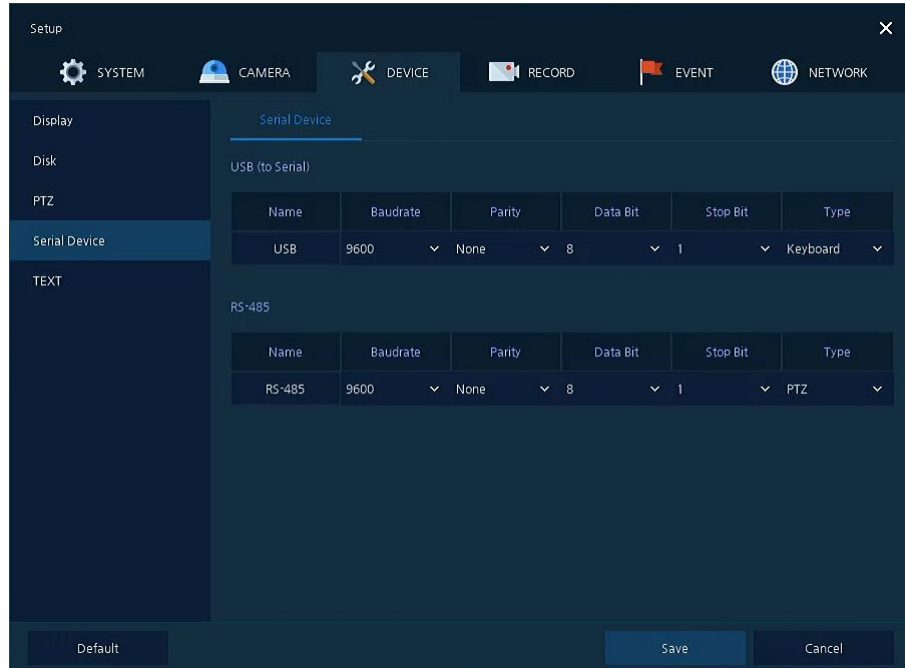 Setup
SYSTEM CAMERA DEVICE RECORD EVENT NETWORK
Display
Disk
PTZ
Serial Device
TEXT
Serial Device
USB (to Serial)
Name Baudrate Parity Data Bit Stop Bit Type
USB 9600 None 8 1 Keyboard
RS-485
Name Baudrate Parity Data Bit Stop Bit Type
RS-485 9600 None 8 1 PTZ
Default Save Cancel